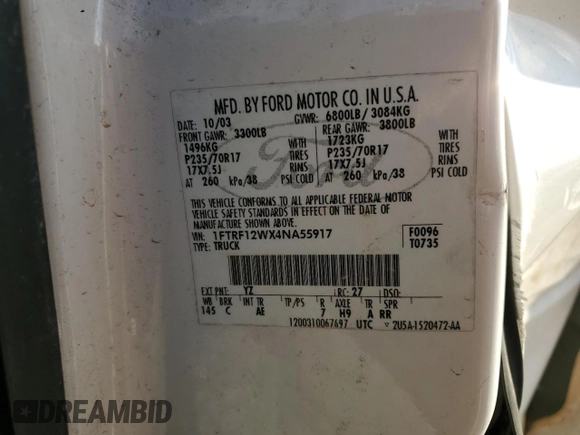 MFD. BY FORD MOTOR CO. IN U.S.A.
DATE: 10/03 GVWR: 6800LB/ 3084KG
FRONT GAWR: 3300LB REAR GAWR: 3800LB
1496KG WITH 1723KG WITH
P235/70R17 TIRES P235/70R17 TIRES
17X7.5J RINS 17X7.5J RINS
AT 260 kPa/38 PSI COLD AT 260 kPa/38 PSI COLD
Ford
THIS VEHICLE CONFORMS TO ALL APPLICABLE FEDERAL MOTOR
VEHICLE SAFETY STANDARDS IN EFFECT ON THE DATE OF
MANUFACTURE SHOWN ABOVE.
VIN: 1FTRF12WX4NA55917 F0096
TYPE: TRUCK T0735
EXT PNT: YZ RC: 27 DSO:
WB BRK INT TR TP/PS R AXLE TR SPR
145 C AE 7 H9 A RR
1200310067697 UTC 2U5A-1520472-AA
DREAMBID